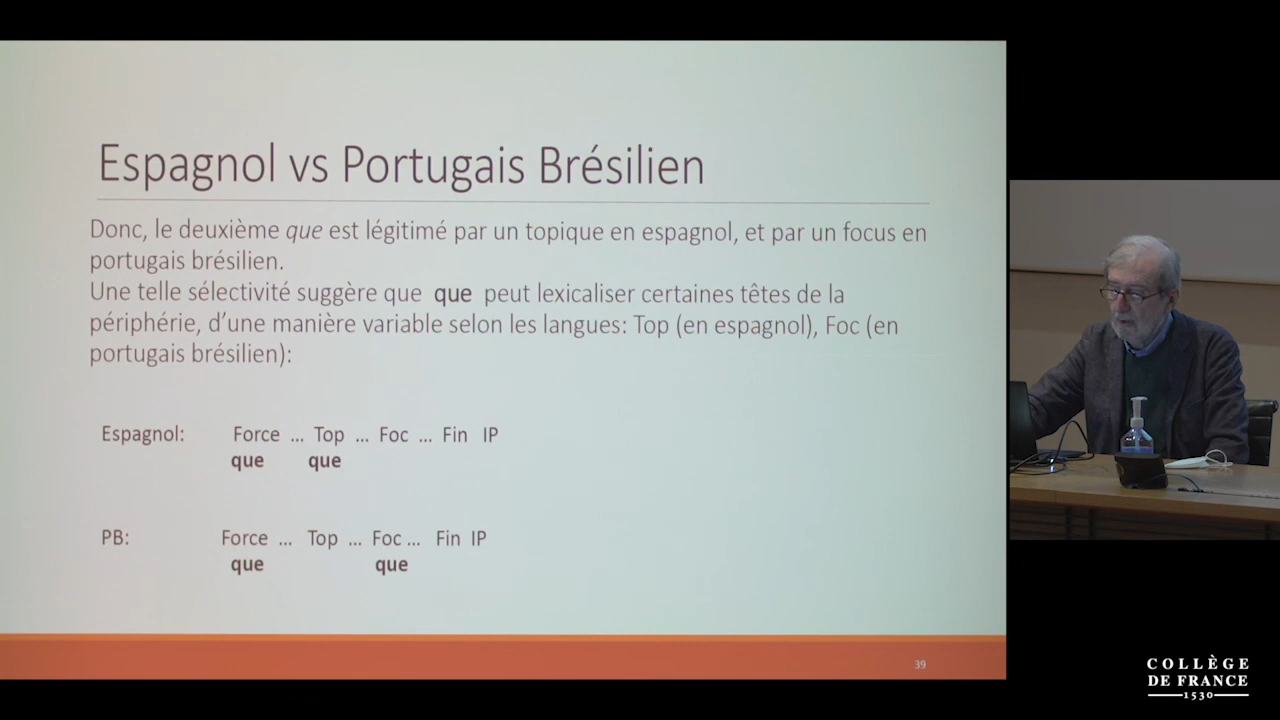 Espagnol vs Portugais Brésilien
Donc, le deuxième que est légitimé par un topique en espagnol, et par un focus en
portugais brésilien.
Une telle sélectivité suggère que que peut lexicaliser certaines têtes de la
périphérie, d'une manière variable selon les langues: Top (en espagnol), Foc (en
portugais brésilien):
Espagnol: Force ... Top ... Foc ... Fin IP
que que
PB: Force ... Top ... Foc ... Fin IP
que que
39
COLLÈGE
DE FRANCE
1530